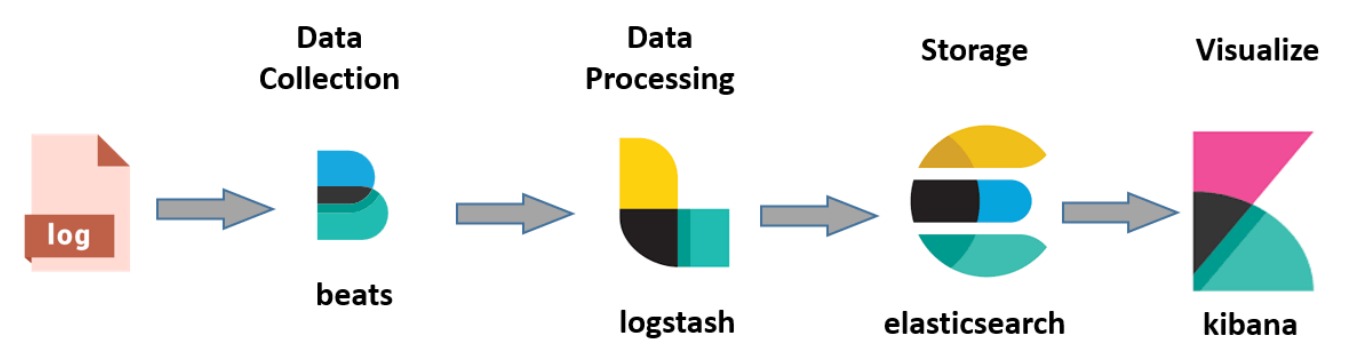 Data
Collection
Data
Processing
Storage
Visualize
log
beats
logstash
elasticsearch
kibana